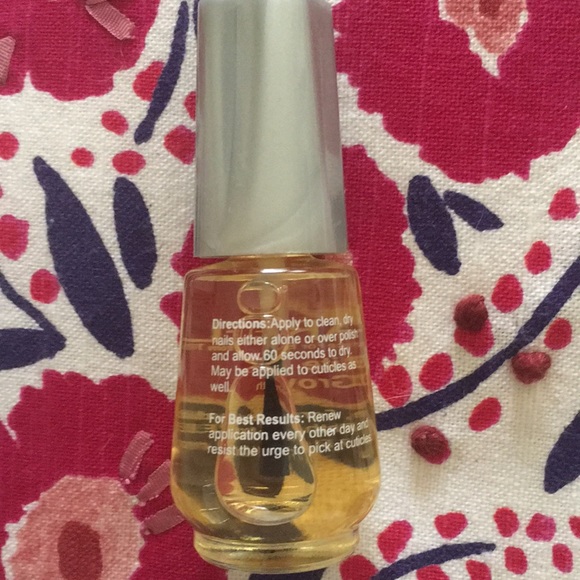 Directions:Apply to clean, dry
nails either alone or over polish
and allow 60 seconds to dry.
May be applied to cuticles as
well.
For Best Results: Renew
application every other day and
resist the urge to pick at cuticles